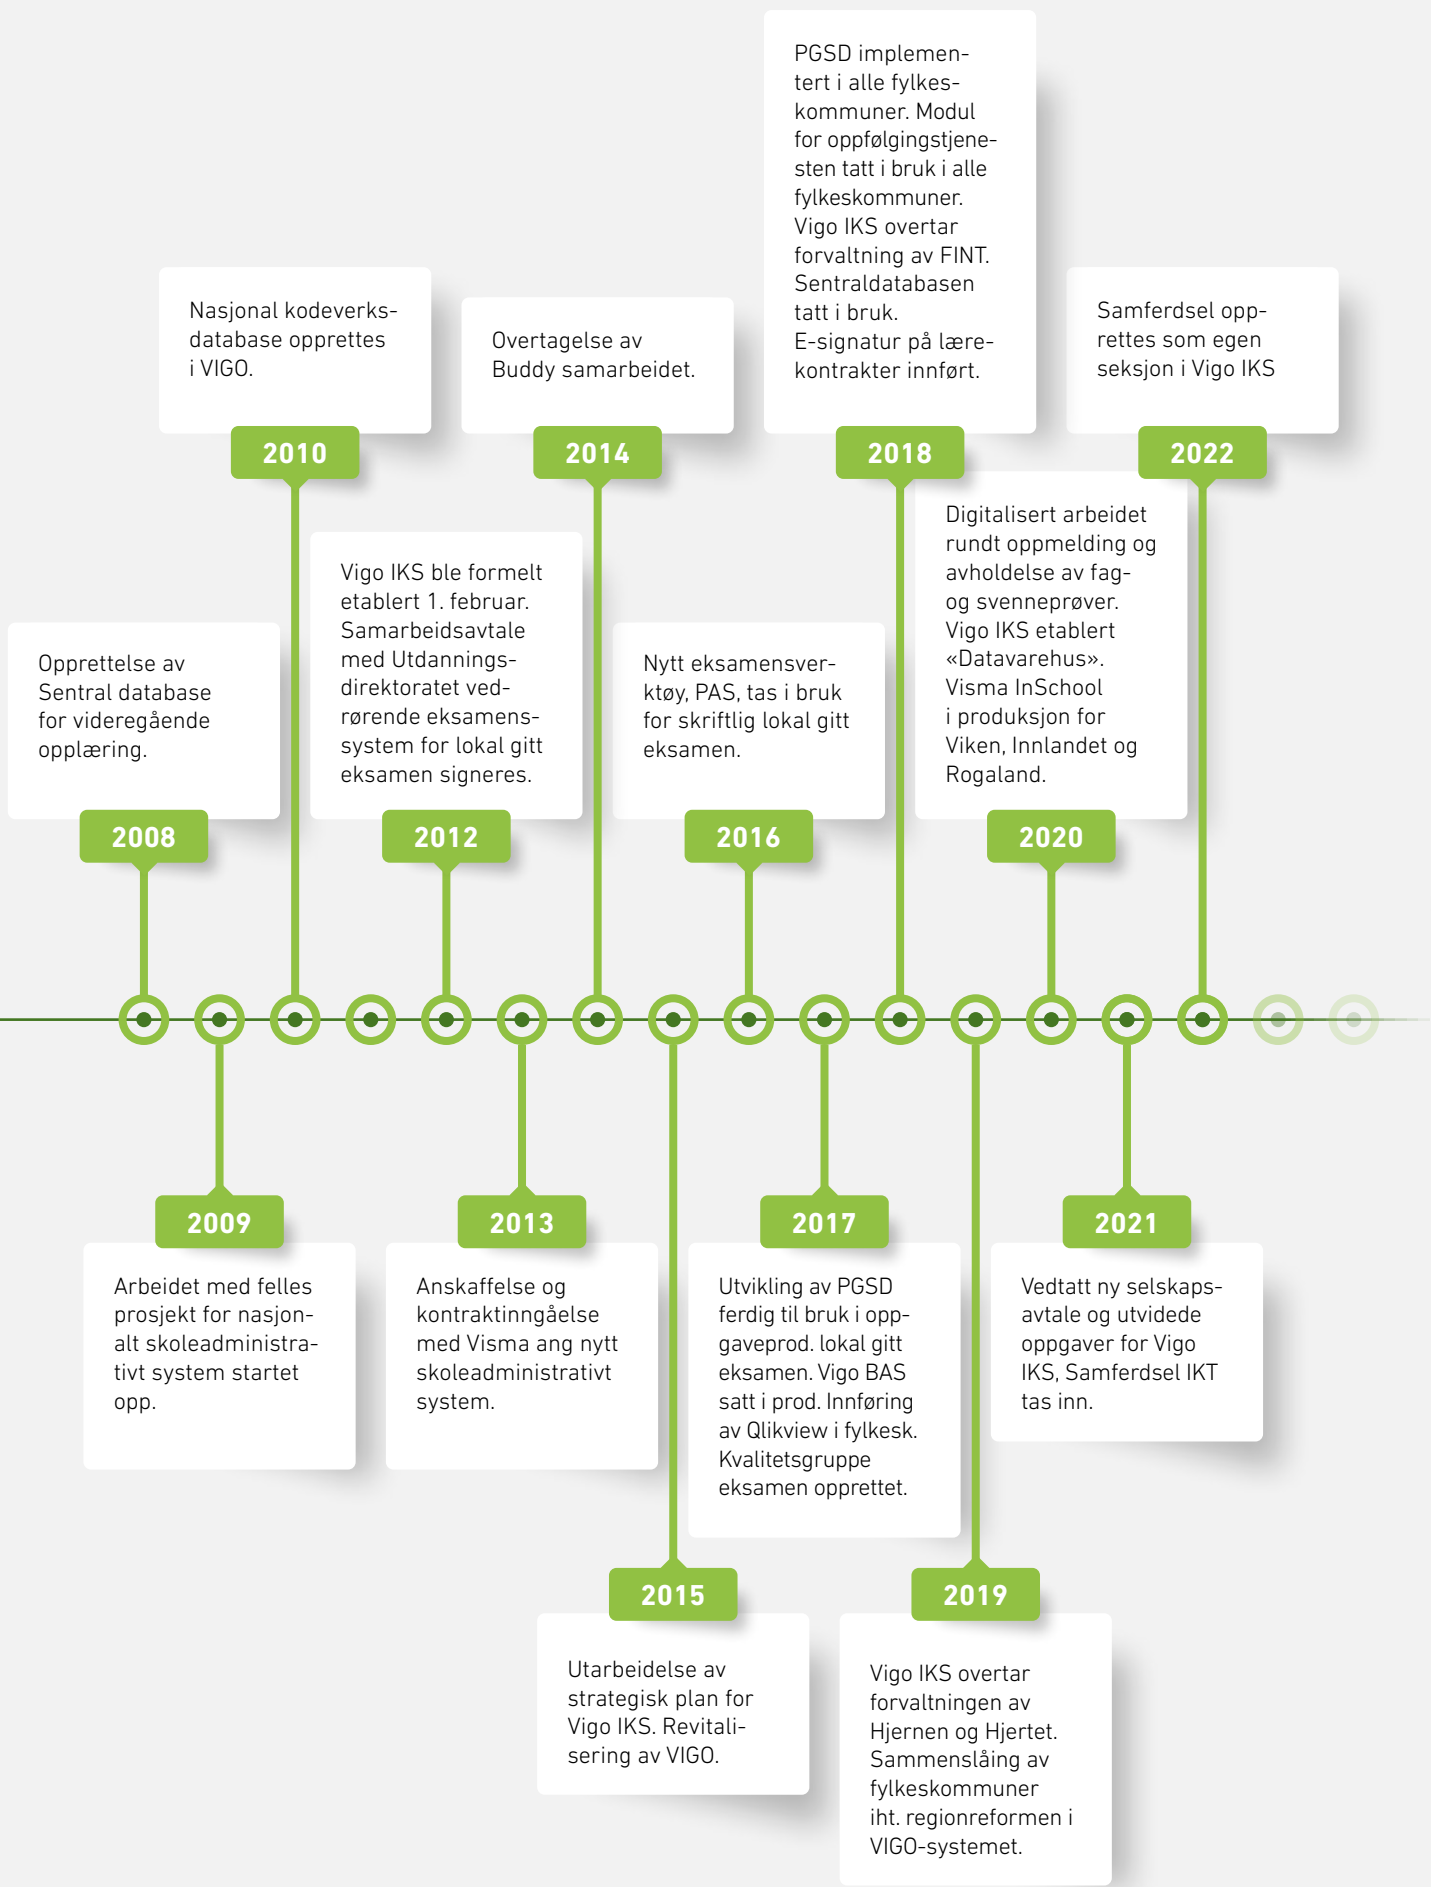 Opprettelse av
Sentral database
for videregående
opplæring.
2008
Arbeidet med felles
prosjekt for nasjon-
alt skoleadministra-
tivt system startet
opp.
2009
Nasjonal kodeverks-
database opprettes
i VIGO.
2010
Vigo IKS ble formelt
etablert 1. februar.
Samarbeidsavtale
med Utdannings-
direktoratet ved-
rørende eksamens-
system for lokal gitt
eksamen signeres.
2012
2013
Anskaffelse og
kontraktinngåelse
med Visma ang nytt
skoleadministrativt
system.
Overtagelse av
Buddy samarbeidet.
2014
2015
Utarbeidelse av
strategisk plan for
Vigo IKS. Revitali-
sering av VIGO.
Nytt eksamensver-
ktøy, PAS, tas i bruk
for skriftlig lokal gitt
eksamen.
2016
2017
Utvikling av PGSD
ferdig til bruk i opp-
gaveprod. lokal gitt
eksamen. Vigo BAS
satt i prod. Innføring
av Qlikview i fylkesk.
Kvalitetsgruppe
eksamen opprettet.
PGSD implemen-
tert i alle fylkes-
kommuner. Modul
for oppfølgingstjene-
sten tatt i bruk i alle
fylkeskommuner.
Vigo IKS overtar
forvaltning av FINT.
Sentraldatabasen
tatt i bruk.
E-signatur på lære-
kontrakter innført.
2018
2019
Vigo IKS overtar
forvaltningen av
Hjernen og Hjertet.
Sammenslåing av
fylkeskommuner
iht. regionreformen i
VIGO-systemet.
Digitalisert arbeidet
rundt oppmelding og
avholdelse av fag-
og svenneprøver.
Vigo IKS etablert
«Datavarehus».
Visma InSchool
i produksjon for
Viken, Innlandet og
Rogaland.
2020
2021
Vedtatt ny selskaps-
avtale og utvidede
oppgaver for Vigo
IKS, Samferdsel IKT
tas inn.
Samferdsel opp-
rettes som egen
seksjon i Vigo IKS
2022